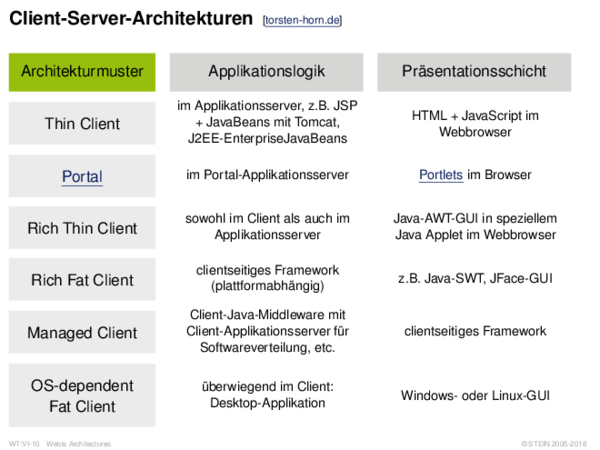 Client-Server-Architekturen [torsten-horn.de]
Architekturmuster Applikationslogik Präsentationsschicht
Thin Client
im Applikationsserver, z.B. JSP
+ JavaBeans mit Tomcat,
J2EE-EnterpriseJavaBeans
HTML + JavaScript im
Webbrowser
Portal
im Portal-Applikationsserver
Portlets im Browser
Rich Thin Client
sowohl im Client als auch im
Applikationsserver
Java-AWT-GUI in speziellem
Java Applet im Webbrowser
Rich Fat Client
clientseitiges Framework
(plattformabhängig)
z.B. Java-SWT, JFace-GUI
Managed Client
Client-Java-Middleware mit
Client-Applikationsserver für
Softwareverteilung, etc.
clientseitiges Framework
OS-dependent
Fat Client
überwiegend im Client:
Desktop-Applikation
Windows- oder Linux-GUI
WT:VI-10 Webis Architectures © STEIN 2005-2018